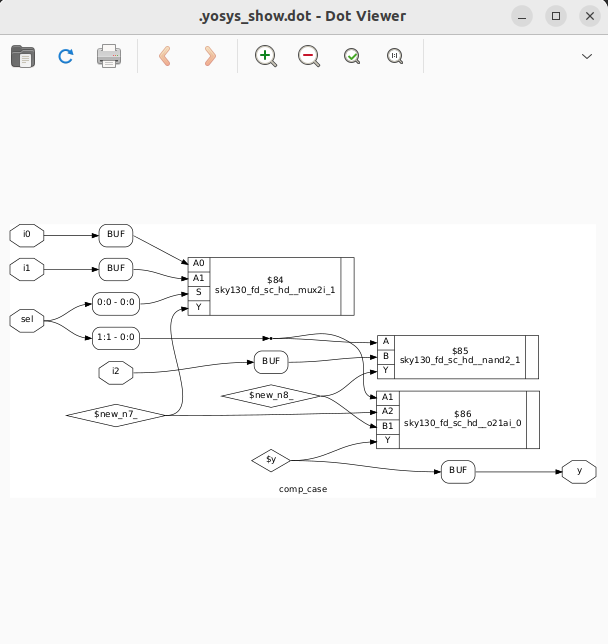 .yosys_show.dot - Dot Viewer
i0
BUF
i1
BUF
sel
0:0 - 0:0
1:1 - 0:0
A0
A1
S
Y
$84
sky130_fd_sc_hd__mux2i_1
i2
BUF
A
B
Y
$85
sky130_fd_sc_hd__nand2_1
$new_n8_
$new_n7_
A1
A2
B1
Y
$86
sky130_fd_sc_hd__o21ai_0
$y
BUF
y
comp_case